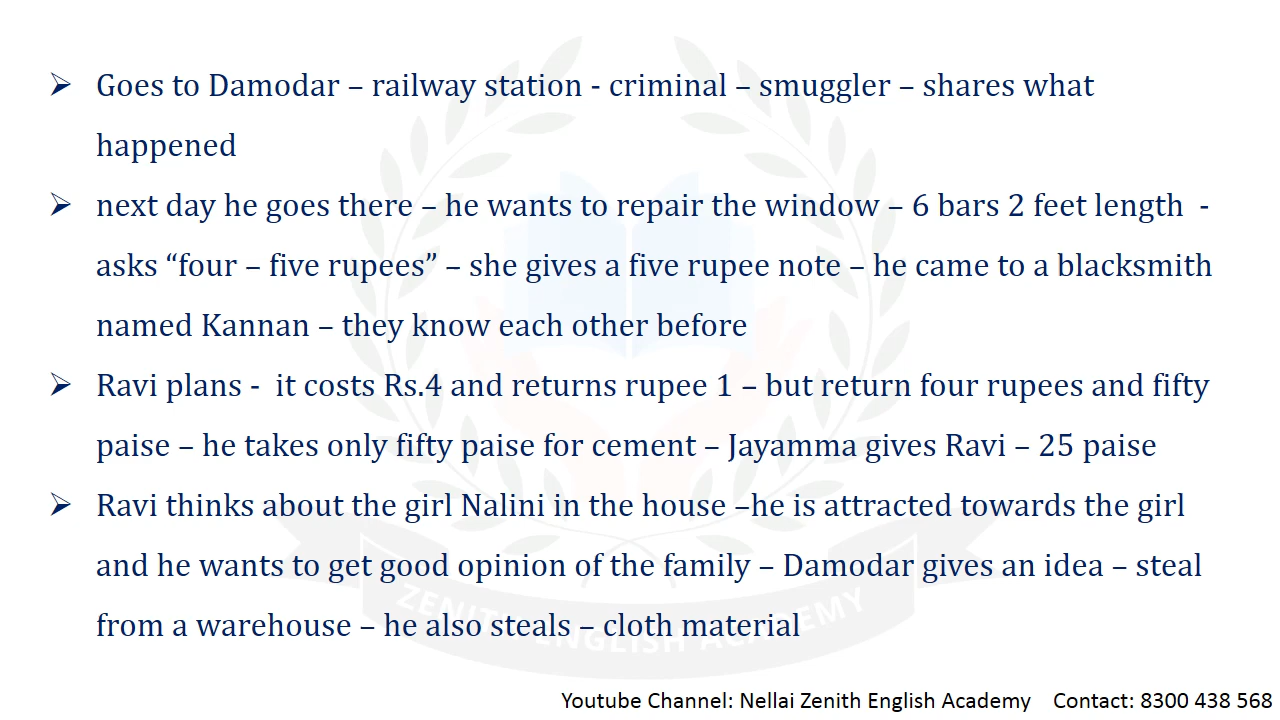 ➢ Goes to Damodar – railway station - criminal – smuggler – shares what
happened
➢ next day he goes there – he wants to repair the window – 6 bars 2 feet length -
asks “four – five rupees” – she gives a five rupee note – he came to a blacksmith
named Kannan – they know each other before
➢ Ravi plans - it costs Rs.4 and returns rupee 1 – but return four rupees and fifty
paise – he takes only fifty paise for cement – Jayamma gives Ravi – 25 paise
➢ Ravi thinks about the girl Nalini in the house –he is attracted towards the girl
and he wants to get good opinion of the family – Damodar gives an idea – steal
from a warehouse – he also steals – cloth material
ZENITH ENGLISH ACADEMY
Youtube Channel: Nellai Zenith English Academy Contact: 8300 438 568